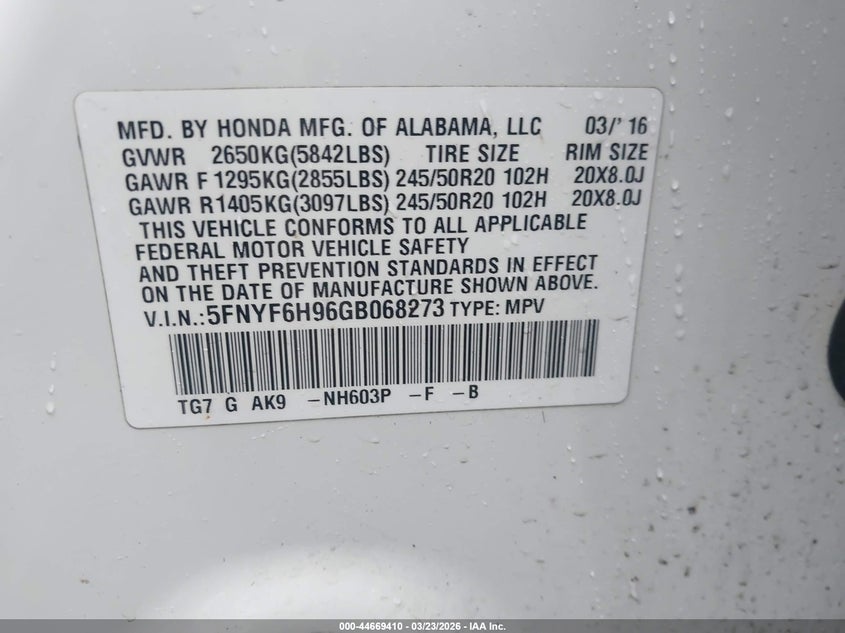 MFD. BY HONDA MFG. OF ALABAMA, LLC 03/' 16
GVWR 2650KG(5842LBS) TIRE SIZE RIM SIZE
GAWR F 1295KG(2855LBS) 245/50R20 102H 20X8.0J
GAWR R1405KG(3097LBS) 245/50R20 102H 20X8.0J
THIS VEHICLE CONFORMS TO ALL APPLICABLE
FEDERAL MOTOR VEHICLE SAFETY
AND THEFT PREVENTION STANDARDS IN EFFECT
ON THE DATE OF MANUFACTURE SHOWN ABOVE.
V.I.N.:5FNYF6H96GB068273 TYPE: MPV
TG7 G AK9 -NH603P -F -B
000-44669410 | 03/23/2026 - IAA Inc.